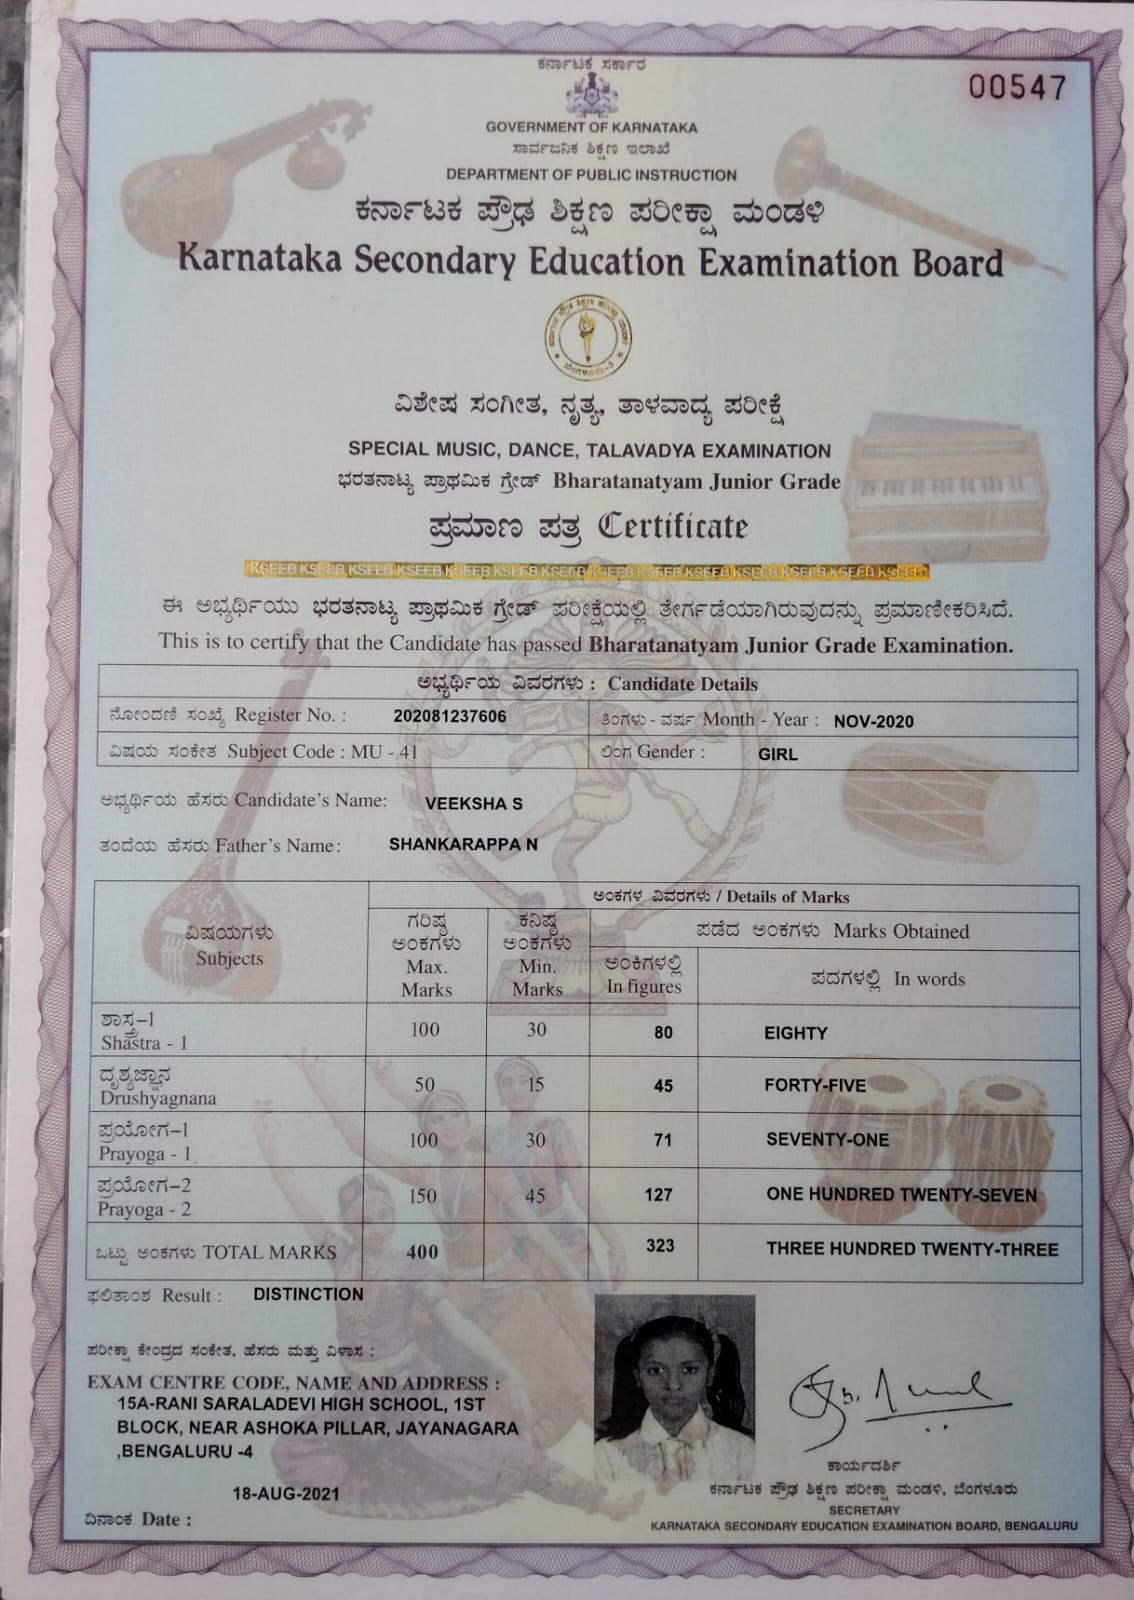 ಕರ್ನಾಟಕ ಸರ್ಕಾರ
00547
GOVERNMENT OF KARNATAKA
ಸಾರ್ವಜನಿಕ ಶಿಕ್ಷಣ ಇಲಾಖೆ
DEPARTMENT OF PUBLIC INSTRUCTION
ಕರ್ನಾಟಕ ಪ್ರೌಢ ಶಿಕ್ಷಣ ಪರೀಕ್ಷಾ ಮಂಡಳಿ
Karnataka Secondary Education Examination Board
ವಿಶೇಷ ಸಂಗೀತ, ನೃತ್ಯ, ತಾಳವಾದ್ಯ ಪರೀಕ್ಷೆ
SPECIAL MUSIC, DANCE, TALAVADYA EXAMINATION
ಭರತನಾಟ್ಯ ಪ್ರಾಥಮಿಕ ಗ್ರೇಡ್ Bharatanatyam Junior Grade
ಪ್ರಮಾಣ ಪತ್ರ Certificate
KSEEB KSEEB KSEEB KSEEB KSEEB KSEEB KSEEB KSEEB KSEEB KSEEB KSEEB KSEEB KSEEB KSEEB
ಈ ಅಭ್ಯರ್ಥಿಯು ಭರತನಾಟ್ಯ ಪ್ರಾಥಮಿಕ ಗ್ರೇಡ್ ಪರೀಕ್ಷೆಯಲ್ಲಿ ತೇರ್ಗಡೆಯಾಗಿರುವುದನ್ನು ಪ್ರಮಾಣೀಕರಿಸಿದೆ.
This is to certify that the Candidate has passed Bharatanatyam Junior Grade Examination.
ಅಭ್ಯರ್ಥಿಯ ವಿವರಗಳು : Candidate Details
ನೋಂದಣಿ ಸಂಖ್ಯೆ Register No. : 202081237606 ತಿಂಗಳು - ವರ್ಷ Month - Year : NOV-2020
ವಿಷಯ ಸಂಕೇತ Subject Code : MU - 41 ಲಿಂಗ Gender : GIRL
ಅಭ್ಯರ್ಥಿಯ ಹೆಸರು Candidate's Name: VEEKSHA S
ತಂದೆಯ ಹೆಸರು Father's Name: SHANKARAPPA N
ಅಂಕಗಳ ವಿವರಗಳು / Details of Marks
ವಿಷಯಗಳು
Subjects
ಗರಿಷ್ಠ
ಅಂಕಗಳು
Max.
Marks
ಕನಿಷ್ಠ
ಅಂಕಗಳು
Min.
Marks
ಪಡೆದ ಅಂಕಗಳು Marks Obtained
ಅಂಕಿಗಳಲ್ಲಿ
In figures
ಪದಗಳಲ್ಲಿ In words
ಶಾಸ್ತ್ರ-1
Shastra - 1 100 30 80 EIGHTY
ದೃಶ್ಯಜ್ಞಾನ
Drushyagnana 50 15 45 FORTY-FIVE
ಪ್ರಯೋಗ-1
Prayoga - 1 100 30 71 SEVENTY-ONE
ಪ್ರಯೋಗ-2
Prayoga - 2 150 45 127 ONE HUNDRED TWENTY-SEVEN
ಒಟ್ಟು ಅಂಕಗಳು TOTAL MARKS 400 323 THREE HUNDRED TWENTY-THREE
ಫಲಿತಾಂಶ Result : DISTINCTION
ಪರೀಕ್ಷಾ ಕೇಂದ್ರದ ಸಂಕೇತ, ಹೆಸರು ಮತ್ತು ವಿಳಾಸ :
EXAM CENTRE CODE, NAME AND ADDRESS :
15A-RANI SARALADEVI HIGH SCHOOL, 1ST
BLOCK, NEAR ASHOKA PILLAR, JAYANAGARA
,BENGALURU -4
18-AUG-2021
ದಿನಾಂಕ Date :
ಕಾರ್ಯದರ್ಶಿ
ಕರ್ನಾಟಕ ಪ್ರೌಢ ಶಿಕ್ಷಣ ಪರೀಕ್ಷಾ ಮಂಡಳಿ, ಬೆಂಗಳೂರು
SECRETARY
KARNATAKA SECONDARY EDUCATION EXAMINATION BOARD, BENGALURU